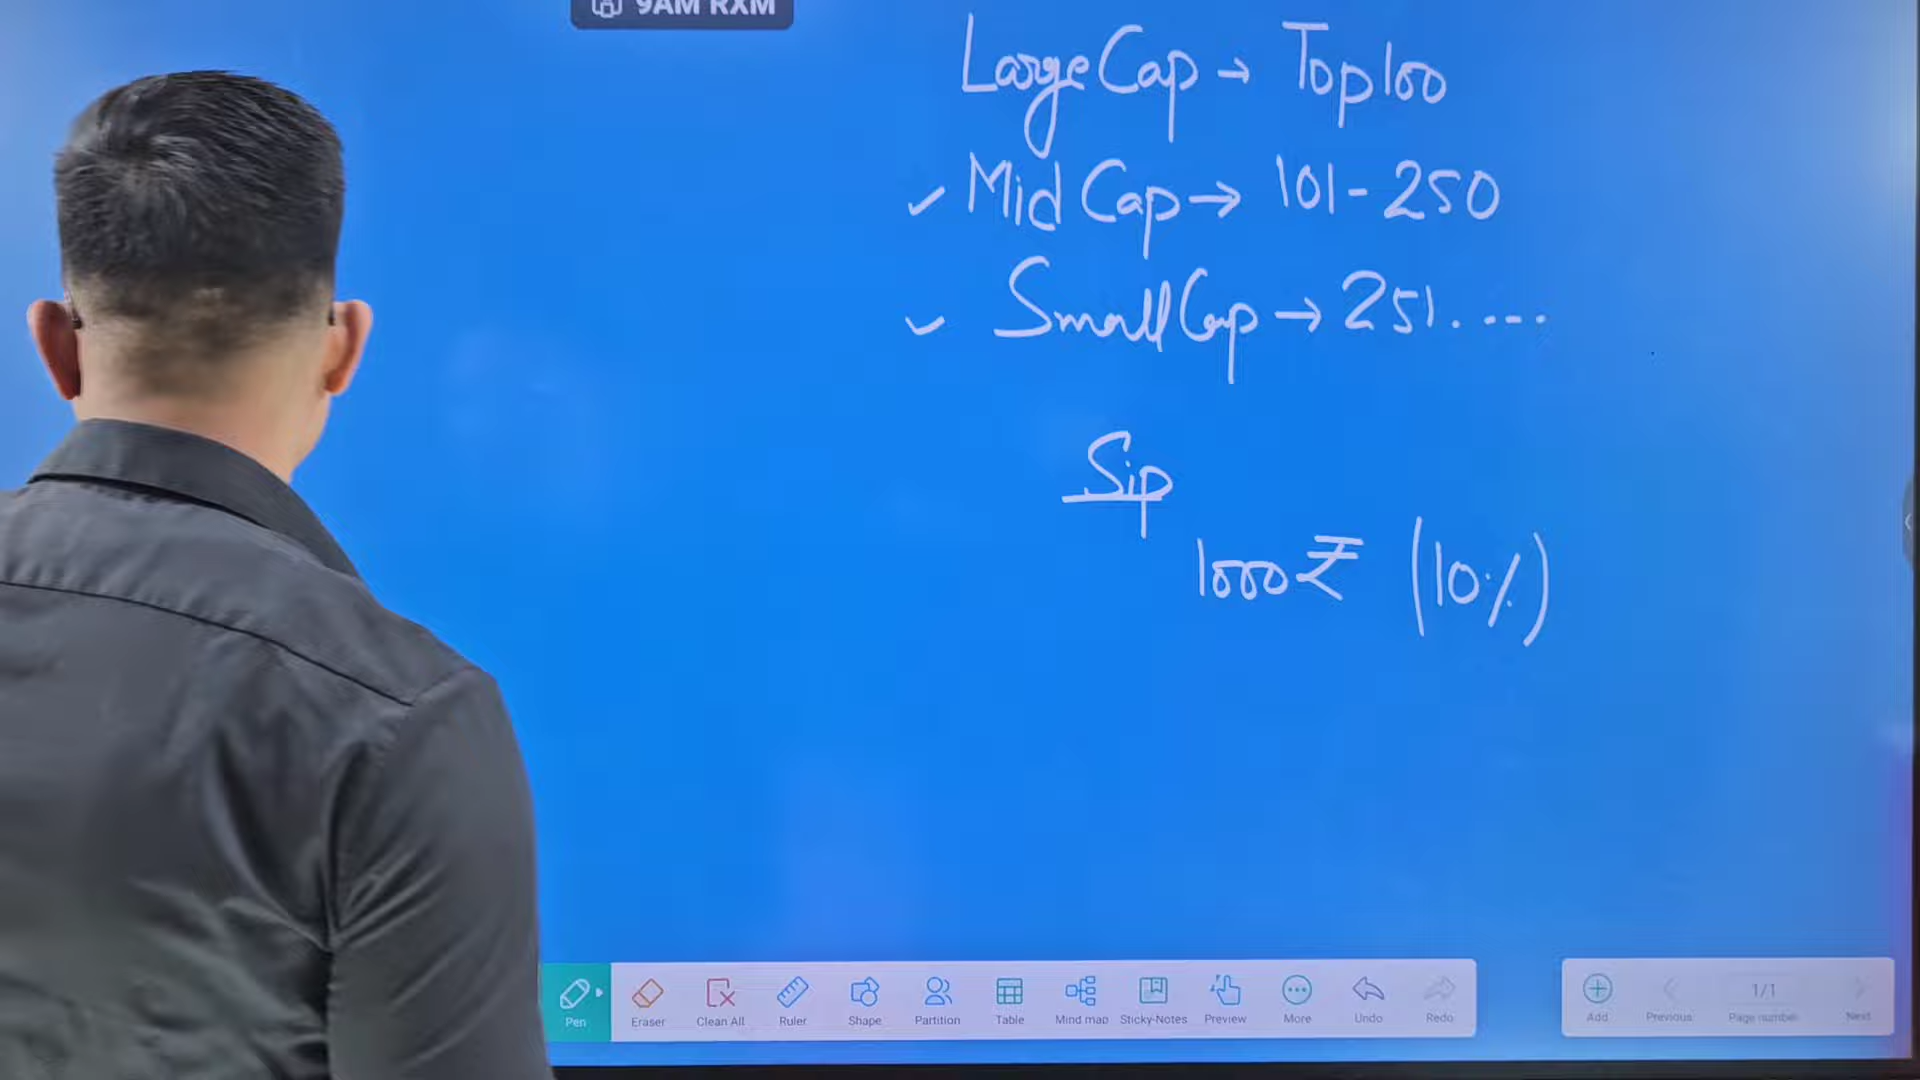 9AM RXM
Large Cap → Top 100
✓ Mid Cap → 101 - 250
✓ Small Cap → 251.....
Sip
1000 ₹ (10%)
Pen Eraser Clean All Ruler Shape Partition Table Mind map Sticky-Notes Preview More Undo Redo Add Previous 1/1 Page number Next